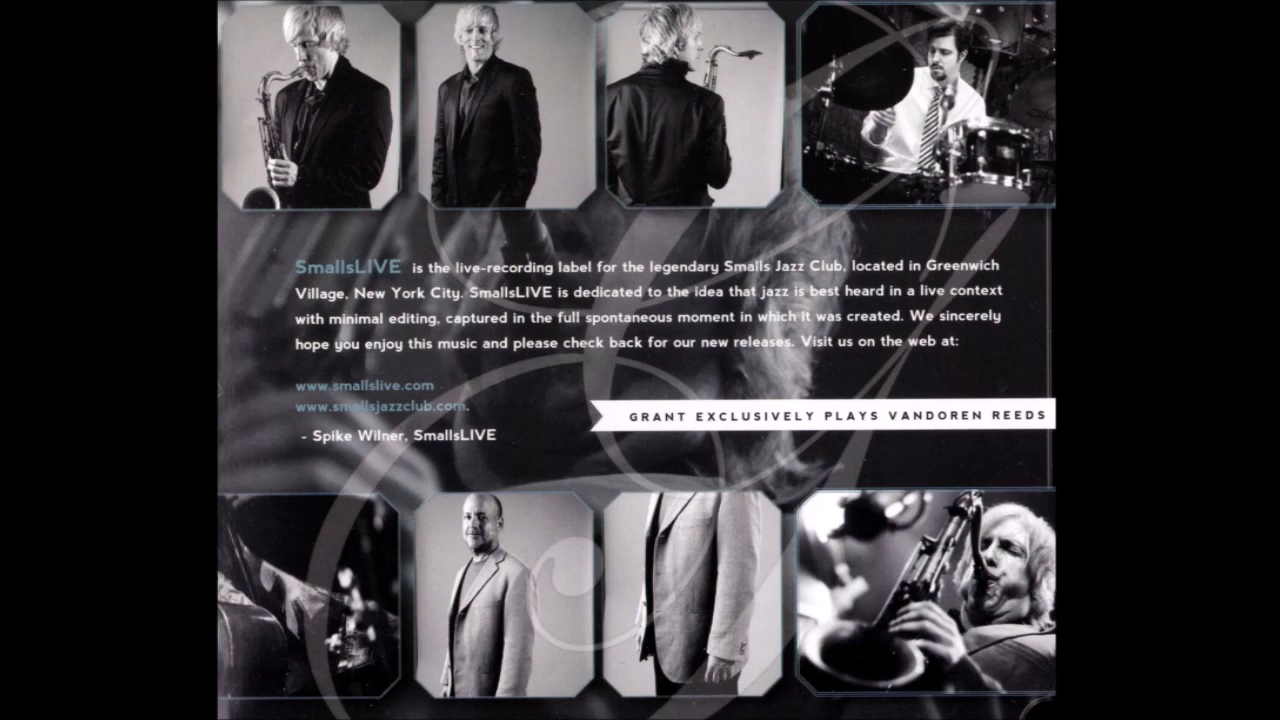 SmallsLIVE is the live-recording label for the legendary Smalls Jazz Club, located in Greenwich
Village, New York City. SmallsLIVE is dedicated to the idea that jazz is best heard in a live context
with minimal editing, captured in the full spontaneous moment in which it was created. We sincerely
hope you enjoy this music and please check back for our new releases. Visit us on the web at:
www.smallslive.com
www.smallsjazzclub.com.
GRANT EXCLUSIVELY PLAYS VANDOREN REEDS
- Spike Wilner, SmallsLIVE